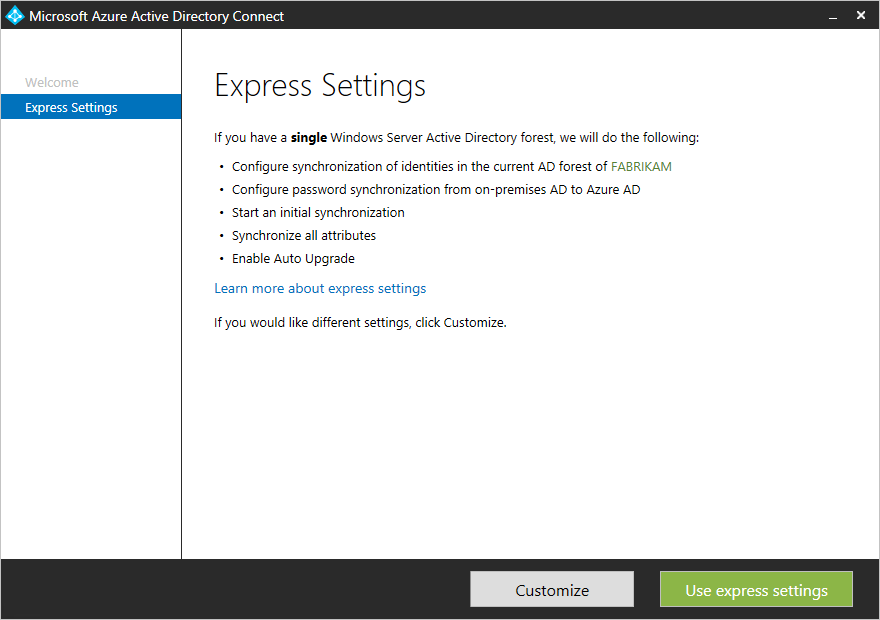 Microsoft Azure Active Directory Connect
Welcome
Express Settings
Express Settings
If you have a single Windows Server Active Directory forest, we will do the following:
• Configure synchronization of identities in the current AD forest of FABRIKAM
• Configure password synchronization from on-premises AD to Azure AD
• Start an initial synchronization
• Synchronize all attributes
• Enable Auto Upgrade
Learn more about express settings
If you would like different settings, click Customize.
Customize
Use express settings